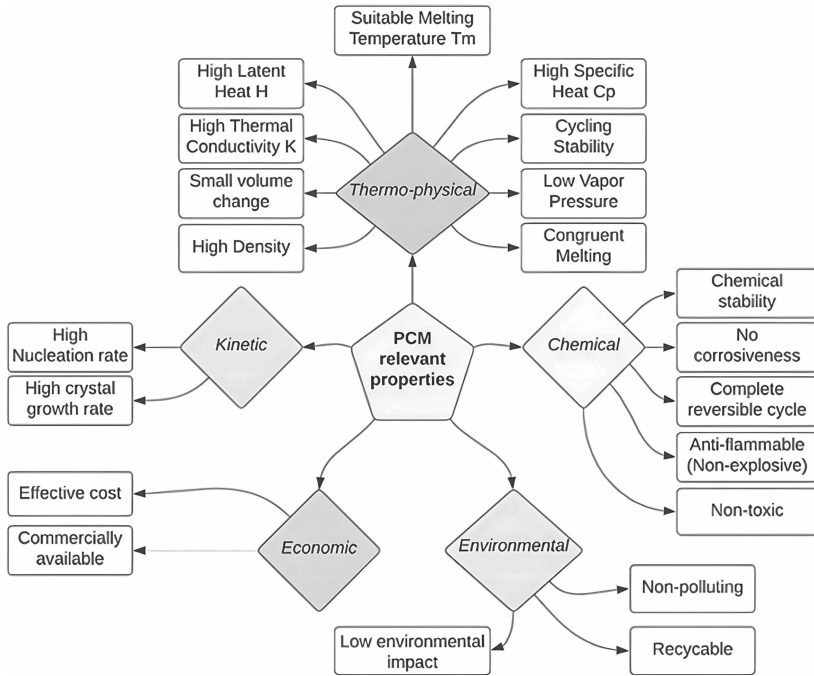 Suitable Melting
Temperature Tm
High Latent
Heat H
High Specific
Heat Cp
High Thermal
Conductivity K
Cycling
Stability
Small volume
change
Thermo-physical
Low Vapor
Pressure
High Density
Congruent
Melting
Chemical
stability
High
Nucleation rate
Kinetic
PCM
relevant
properties
Chemical
No
corrosiveness
High crystal
growth rate
Complete
reversible cycle
Anti-flammable
(Non-explosive)
Effective cost
Non-toxic
Commercially
available
Economic
Environmental
Non-polluting
Low environmental
impact
Recycable